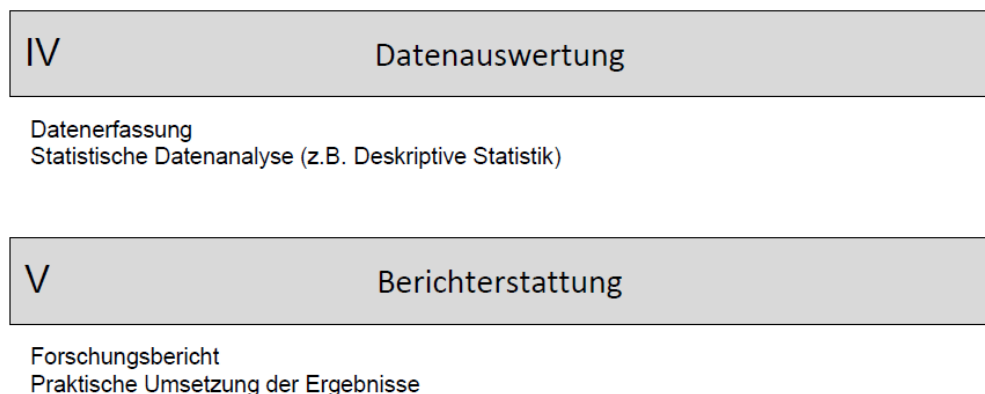 IV Datenauswertung
Datenerfassung
Statistische Datenanalyse (z.B. Deskriptive Statistik)
V Berichterstattung
Forschungsbericht
Praktische Umsetzung der Ergebnisse